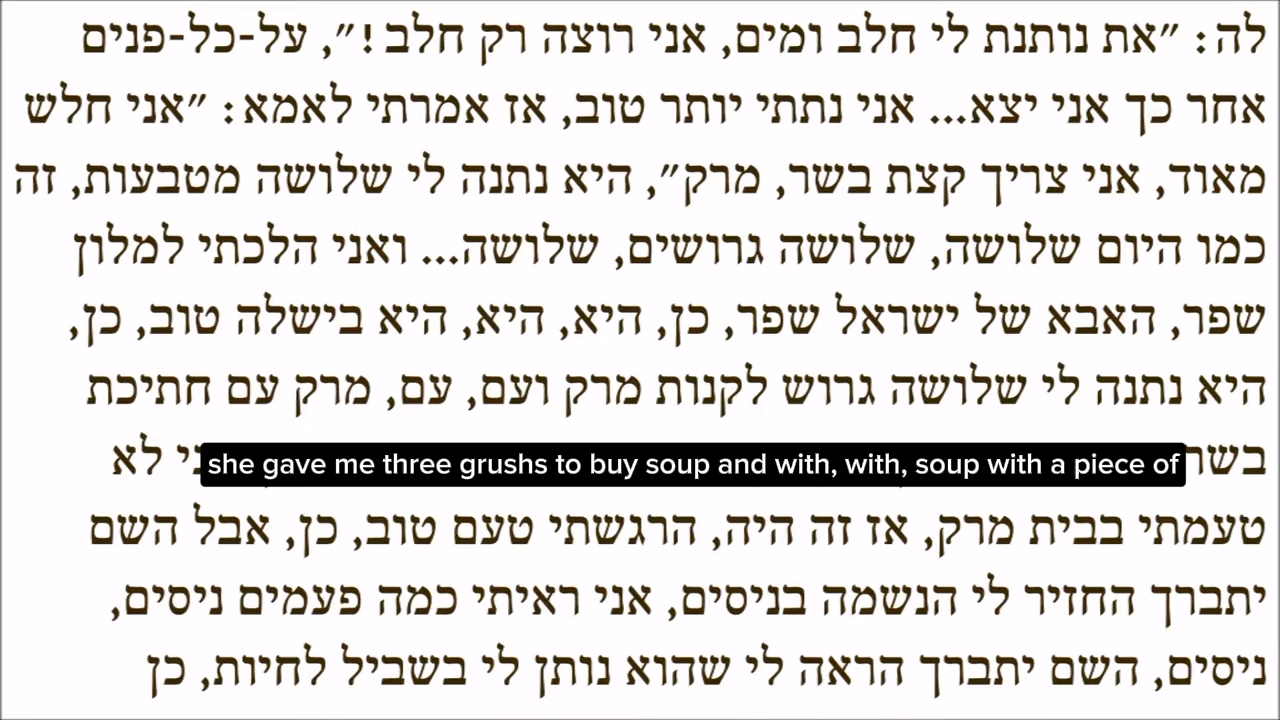 לה: ״את נותנת לי חלב ומים, אני רוצה רק חלב!״, על-כל-פנים
אחר כך אני יצא... אני נתתי יותר טוב, אז אמרתי לאמא: ״אני חלש
מאוד, אני צריך קצת בשר, מרק״, היא נתנה לי שלושה מטבעות, זה
כמו היום שלושה, שלושה גרושים, שלושה... ואני הלכתי למלון
שפר, האבא של ישראל שפר, כן, היא, היא, היא בישלה טוב, כן,
היא נתנה לי שלושה גרוש לקנות מרק ועם, עם, מרק עם חתיכת
בשר לא
she gave me three grushs to buy soup and with, with, soup with a piece of
טעמתי בבית מרק, אז זה היה, הרגשתי טעם טוב, כן, אבל השם
יתברך החזיר לי הנשמה בניסים, אני ראיתי כמה פעמים ניסים,
ניסים, השם יתברך הראה לי שהוא נותן לי בשביל לחיות, כן